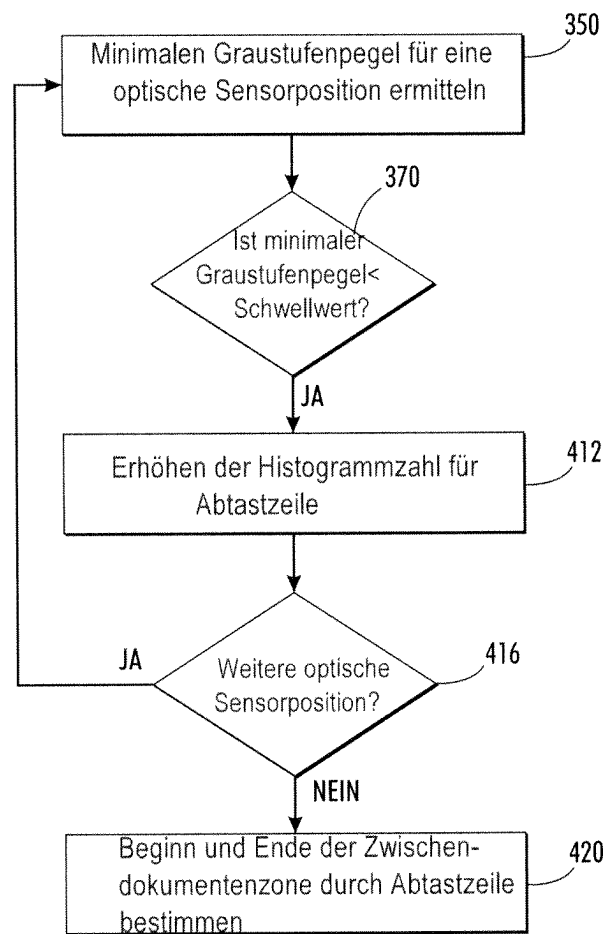 350
Minimalen Graustufenpegel für eine
optische Sensorposition ermitteln
370
Ist minimaler
Graustufenpegel<
Schwellwert?
JA
412
Erhöhen der Histogrammzahl für
Abtastzeile
JA
416
Weitere optische
Sensorposition?
NEIN
Beginn und Ende der Zwischen-
dokumentenzone durch Abtastzeile
bestimmen
420